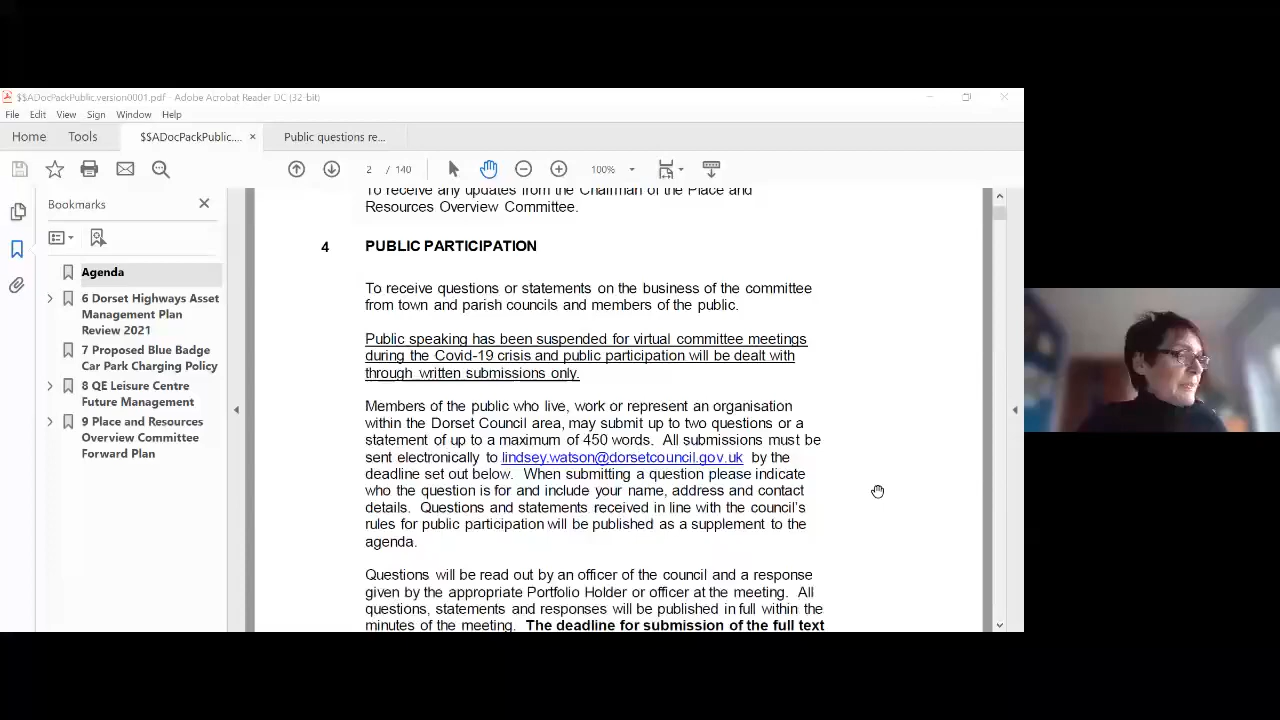 $$ADocPackPublic.version0001.pdf - Adobe Acrobat Reader DC (32-bit)
File Edit View Sign Window Help
Home Tools $$ADocPackPublic.... × Public questions re...
2 / 140 100%
Bookmarks
Agenda
6 Dorset Highways Asset
Management Plan
Review 2021
7 Proposed Blue Badge
Car Park Charging Policy
8 QE Leisure Centre
Future Management
9 Place and Resources
Overview Committee
Forward Plan
To receive any updates from the Chairman of the Place and
Resources Overview Committee.
4 PUBLIC PARTICIPATION
To receive questions or statements on the business of the committee
from town and parish councils and members of the public.
Public speaking has been suspended for virtual committee meetings
during the Covid-19 crisis and public participation will be dealt with
through written submissions only.
Members of the public who live, work or represent an organisation
within the Dorset Council area, may submit up to two questions or a
statement of up to a maximum of 450 words. All submissions must be
sent electronically to lindsey.watson@dorsetcouncil.gov.uk by the
deadline set out below. When submitting a question please indicate
who the question is for and include your name, address and contact
details. Questions and statements received in line with the council's
rules for public participation will be published as a supplement to the
agenda.
Questions will be read out by an officer of the council and a response
given by the appropriate Portfolio Holder or officer at the meeting. All
questions, statements and responses will be published in full within the
minutes of the meeting. The deadline for submission of the full text